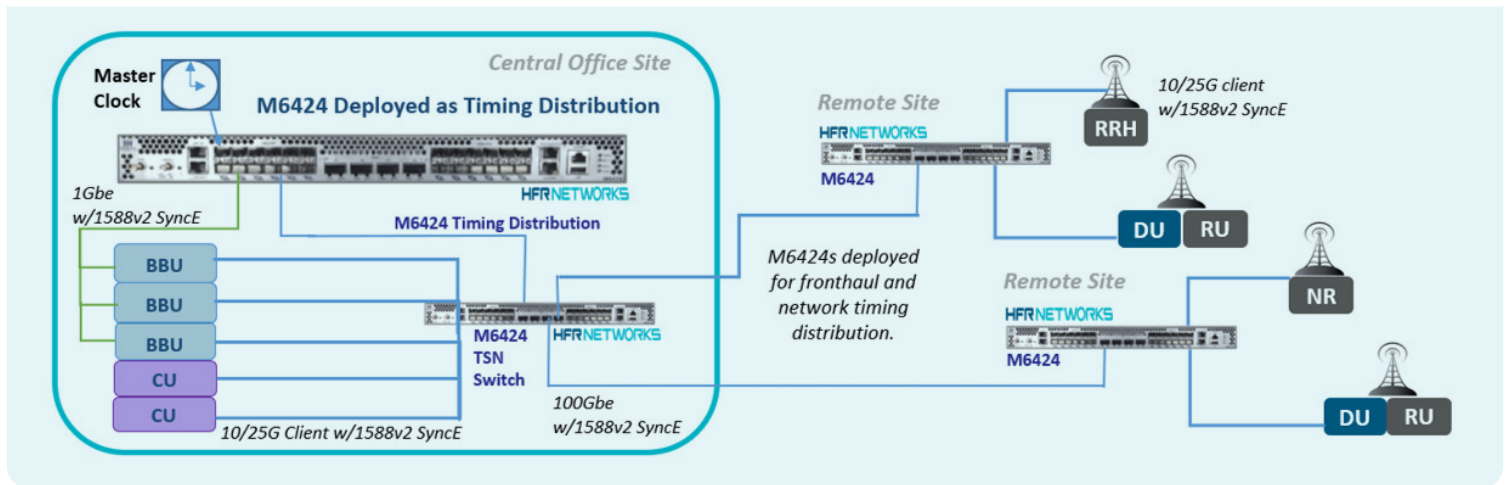 Central Office Site
Master
Clock
M6424 Deployed as Timing Distribution
HFRNETWORKS
1Gbe
w/1588v2 SyncE
M6424 Timing Distribution
BBU
BBU
BBU
CU
CU
HFRNETWORKS
M6424
TSN
Switch
10/25G Client w/1588v2 SyncE
100Gbe
w/1588v2 SyncE
Remote Site
HFRNETWORKS
M6424
10/25G client
w/1588v2 SyncE
RRH
DU
RU
M6424s deployed
for fronthaul and
network timing
distribution.
Remote Site
HFRNETWORKS
M6424
NR
DU
RU